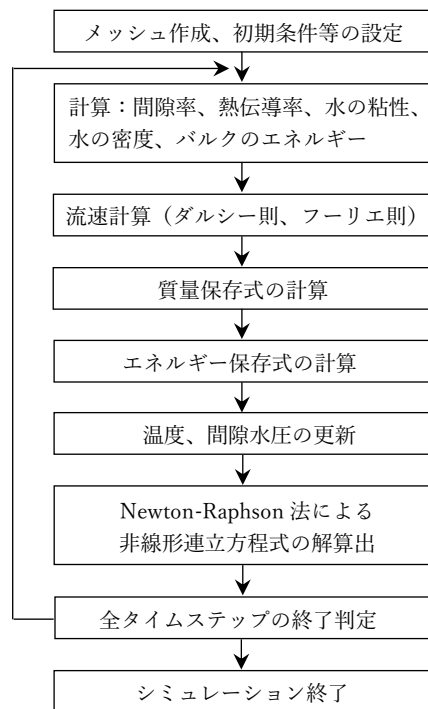 メッシュ作成、初期条件等の設定
計算：間隙率、熱伝導率、水の粘性、
水の密度、バルクのエネルギー
流速計算（ダルシー則、フーリエ則）
質量保存式の計算
エネルギー保存式の計算
温度、間隙水圧の更新
Newton-Raphson 法による
非線形連立方程式の解算出
全タイムステップの終了判定
シミュレーション終了